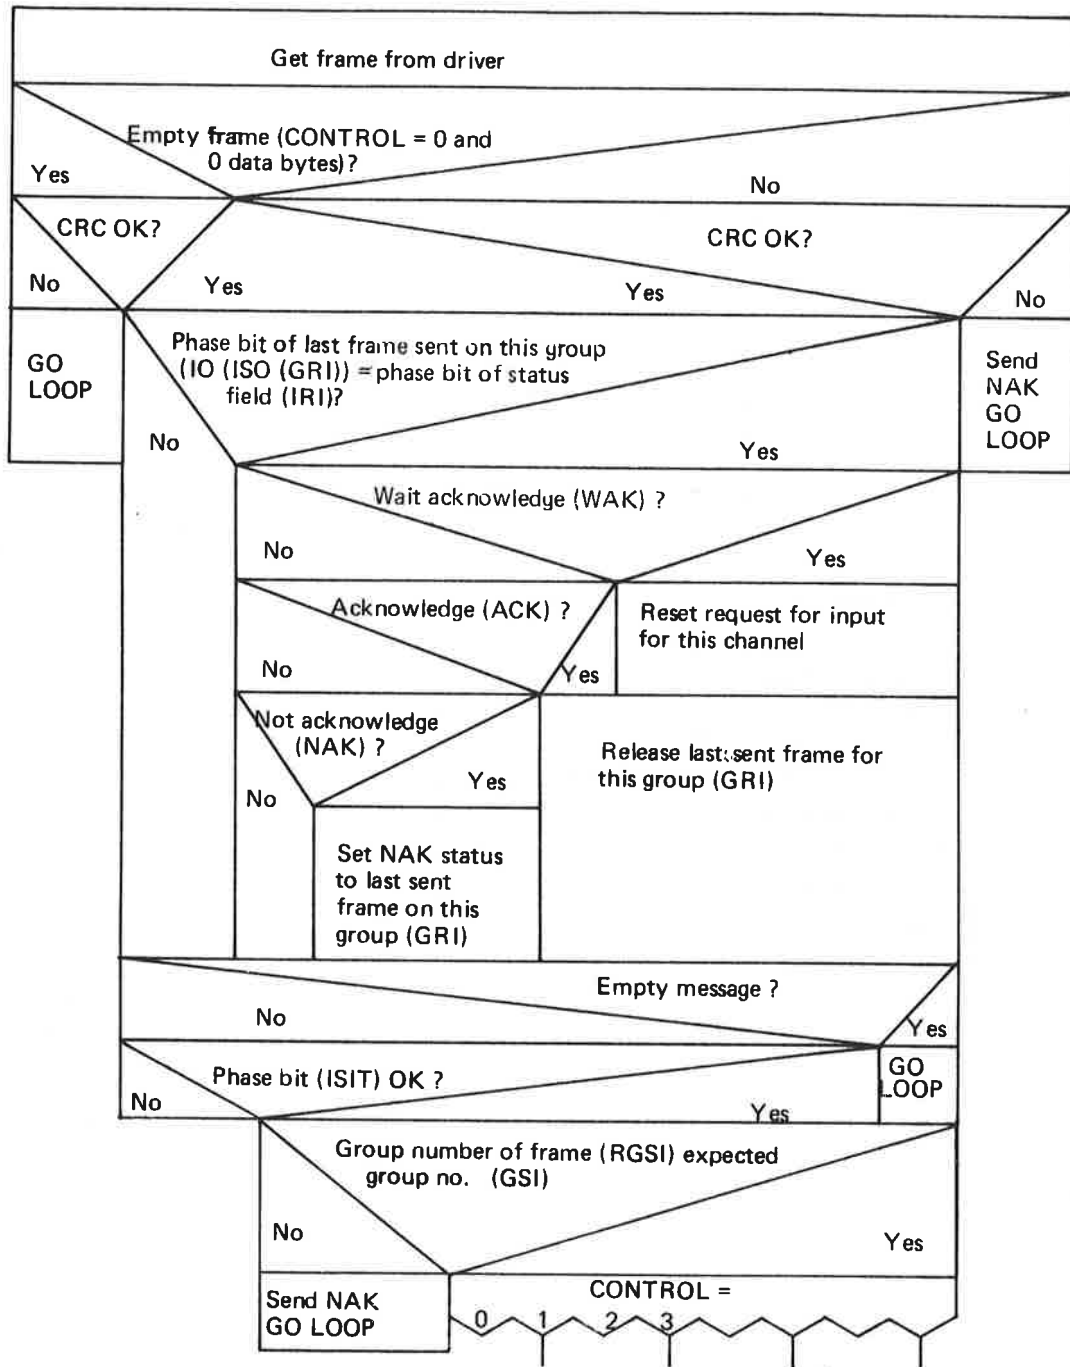 Get frame from driver
Empty frame (CONTROL = 0 and
0 data bytes)?
Yes
No
CRC OK?
CRC OK?
No
Yes
Yes
No
GO
LOOP
Phase bit of last frame sent on this group
(IO (ISO (GRI)) = phase bit of status
field (IRI)?
No
Yes
Send
NAK
GO
LOOP
Wait acknowledge (WAK) ?
No
Yes
Acknowledge (ACK) ?
No
Yes
Reset request for input
for this channel
Not acknowledge
(NAK) ?
No
Yes
Release last sent frame for
this group (GRI)
Set NAK status
to last sent
frame on this
group (GRI)
Empty message ?
No
Yes
Phase bit (ISIT) OK ?
No
Yes
GO
LOOP
Group number of frame (RGSI) expected
group no. (GSI)
No
Yes
Send NAK
GO LOOP
CONTROL =
0 1 2 3